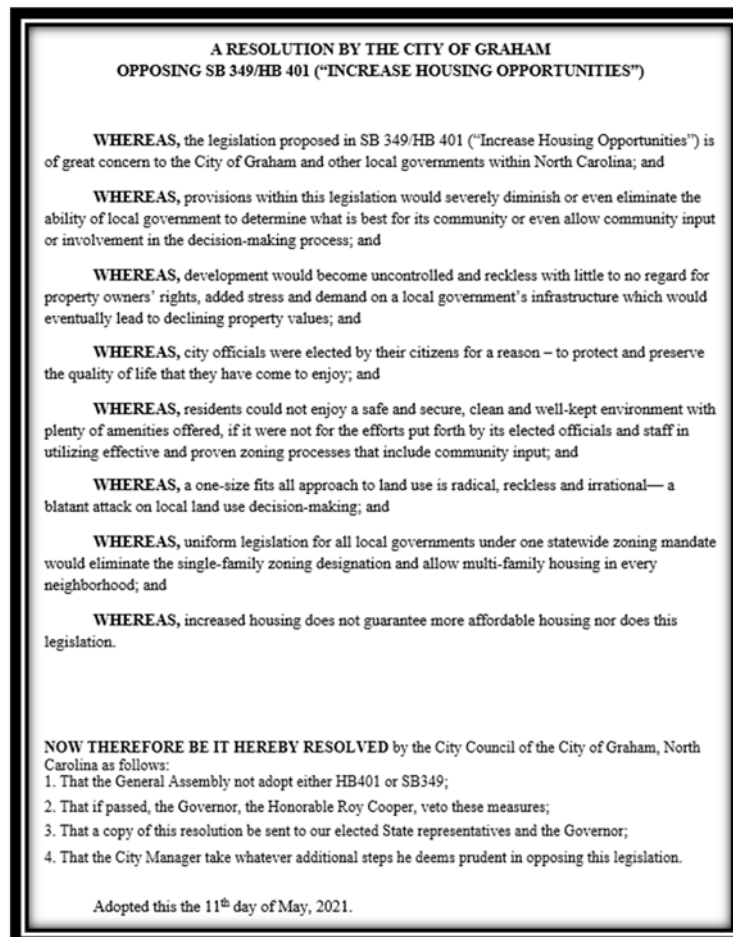 A RESOLUTION BY THE CITY OF GRAHAM
OPPOSING SB 349/HB 401 (“INCREASE HOUSING OPPORTUNITIES”)
WHEREAS, the legislation proposed in SB 349/HB 401 (“Increase Housing Opportunities”) is
of great concern to the City of Graham and other local governments within North Carolina; and
WHEREAS, provisions within this legislation would severely diminish or even eliminate the
ability of local government to determine what is best for its community or even allow community input
or involvement in the decision-making process; and
WHEREAS, development would become uncontrolled and reckless with little to no regard for
property owners’ rights, added stress and demand on a local government’s infrastructure which would
eventually lead to declining property values; and
WHEREAS, city officials were elected by their citizens for a reason – to protect and preserve
the quality of life that they have come to enjoy; and
WHEREAS, residents could not enjoy a safe and secure, clean and well-kept environment with
plenty of amenities offered, if it were not for the efforts put forth by its elected officials and staff in
utilizing effective and proven zoning processes that include community input; and
WHEREAS, a one-size fits all approach to land use is radical, reckless and irrational— a
blatant attack on local land use decision-making; and
WHEREAS, uniform legislation for all local governments under one statewide zoning mandate
would eliminate the single-family zoning designation and allow multi-family housing in every
neighborhood; and
WHEREAS, increased housing does not guarantee more affordable housing nor does this
legislation.
NOW THEREFORE BE IT HEREBY RESOLVED by the City Council of the City of Graham, North
Carolina as follows:
1. That the General Assembly not adopt either HB401 or SB349;
2. That if passed, the Governor, the Honorable Roy Cooper, veto these measures;
3. That a copy of this resolution be sent to our elected State representatives and the Governor;
4. That the City Manager take whatever additional steps he deems prudent in opposing this legislation.
Adopted this the 11th day of May, 2021.